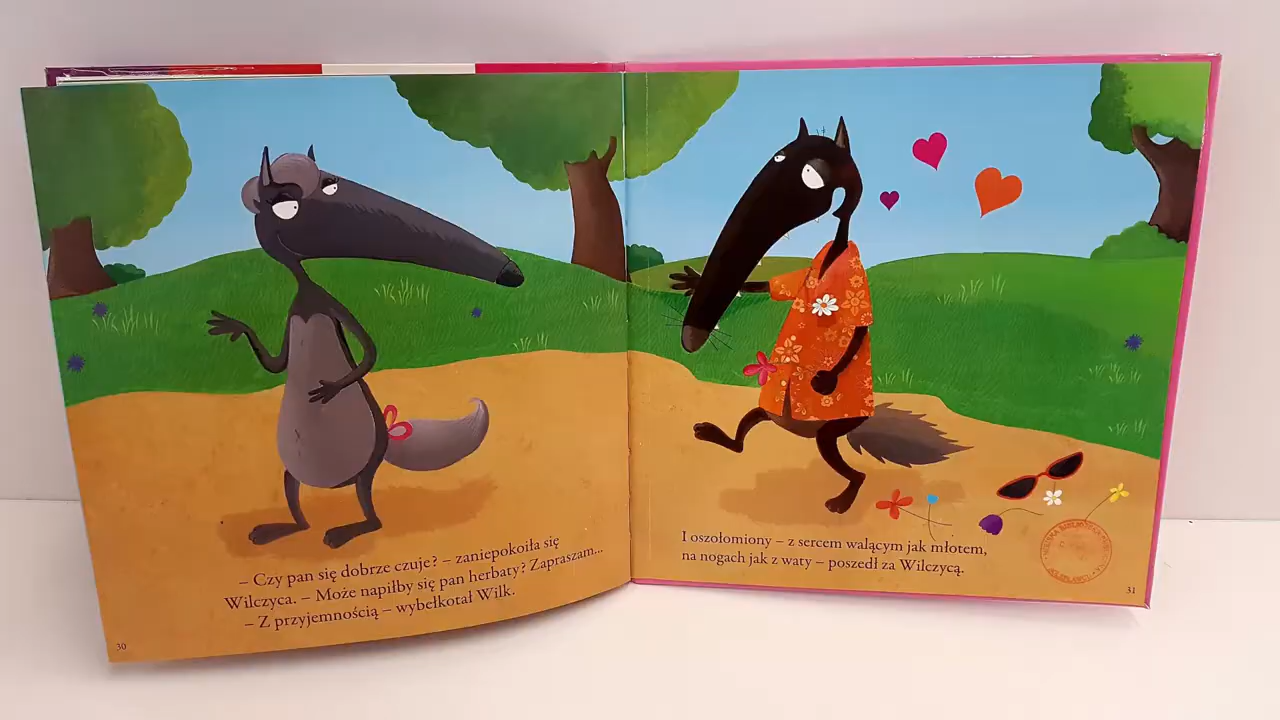 – Czy pan się dobrze czuje? – zaniepokoiła się
Wilczyca. – Może napiłby się pan herbaty? Zapraszam...
– Z przyjemnością – wybełkotał Wilk.
30
I oszołomiony – z sercem walącym jak młotem,
na nogach jak z waty – poszedł za Wilczycą.
31